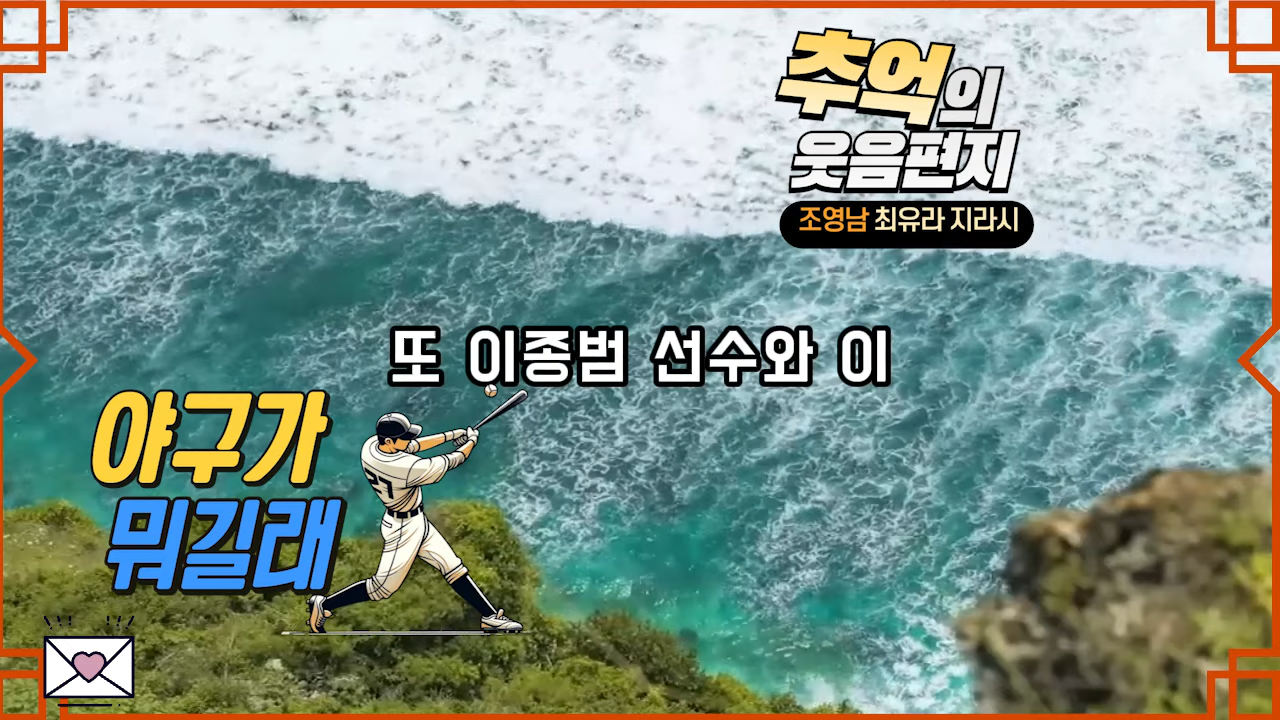 추억의
웃음편지
조영남 최유라 지라시
또 이종범 선수와 이
야구가
뭐길래
27